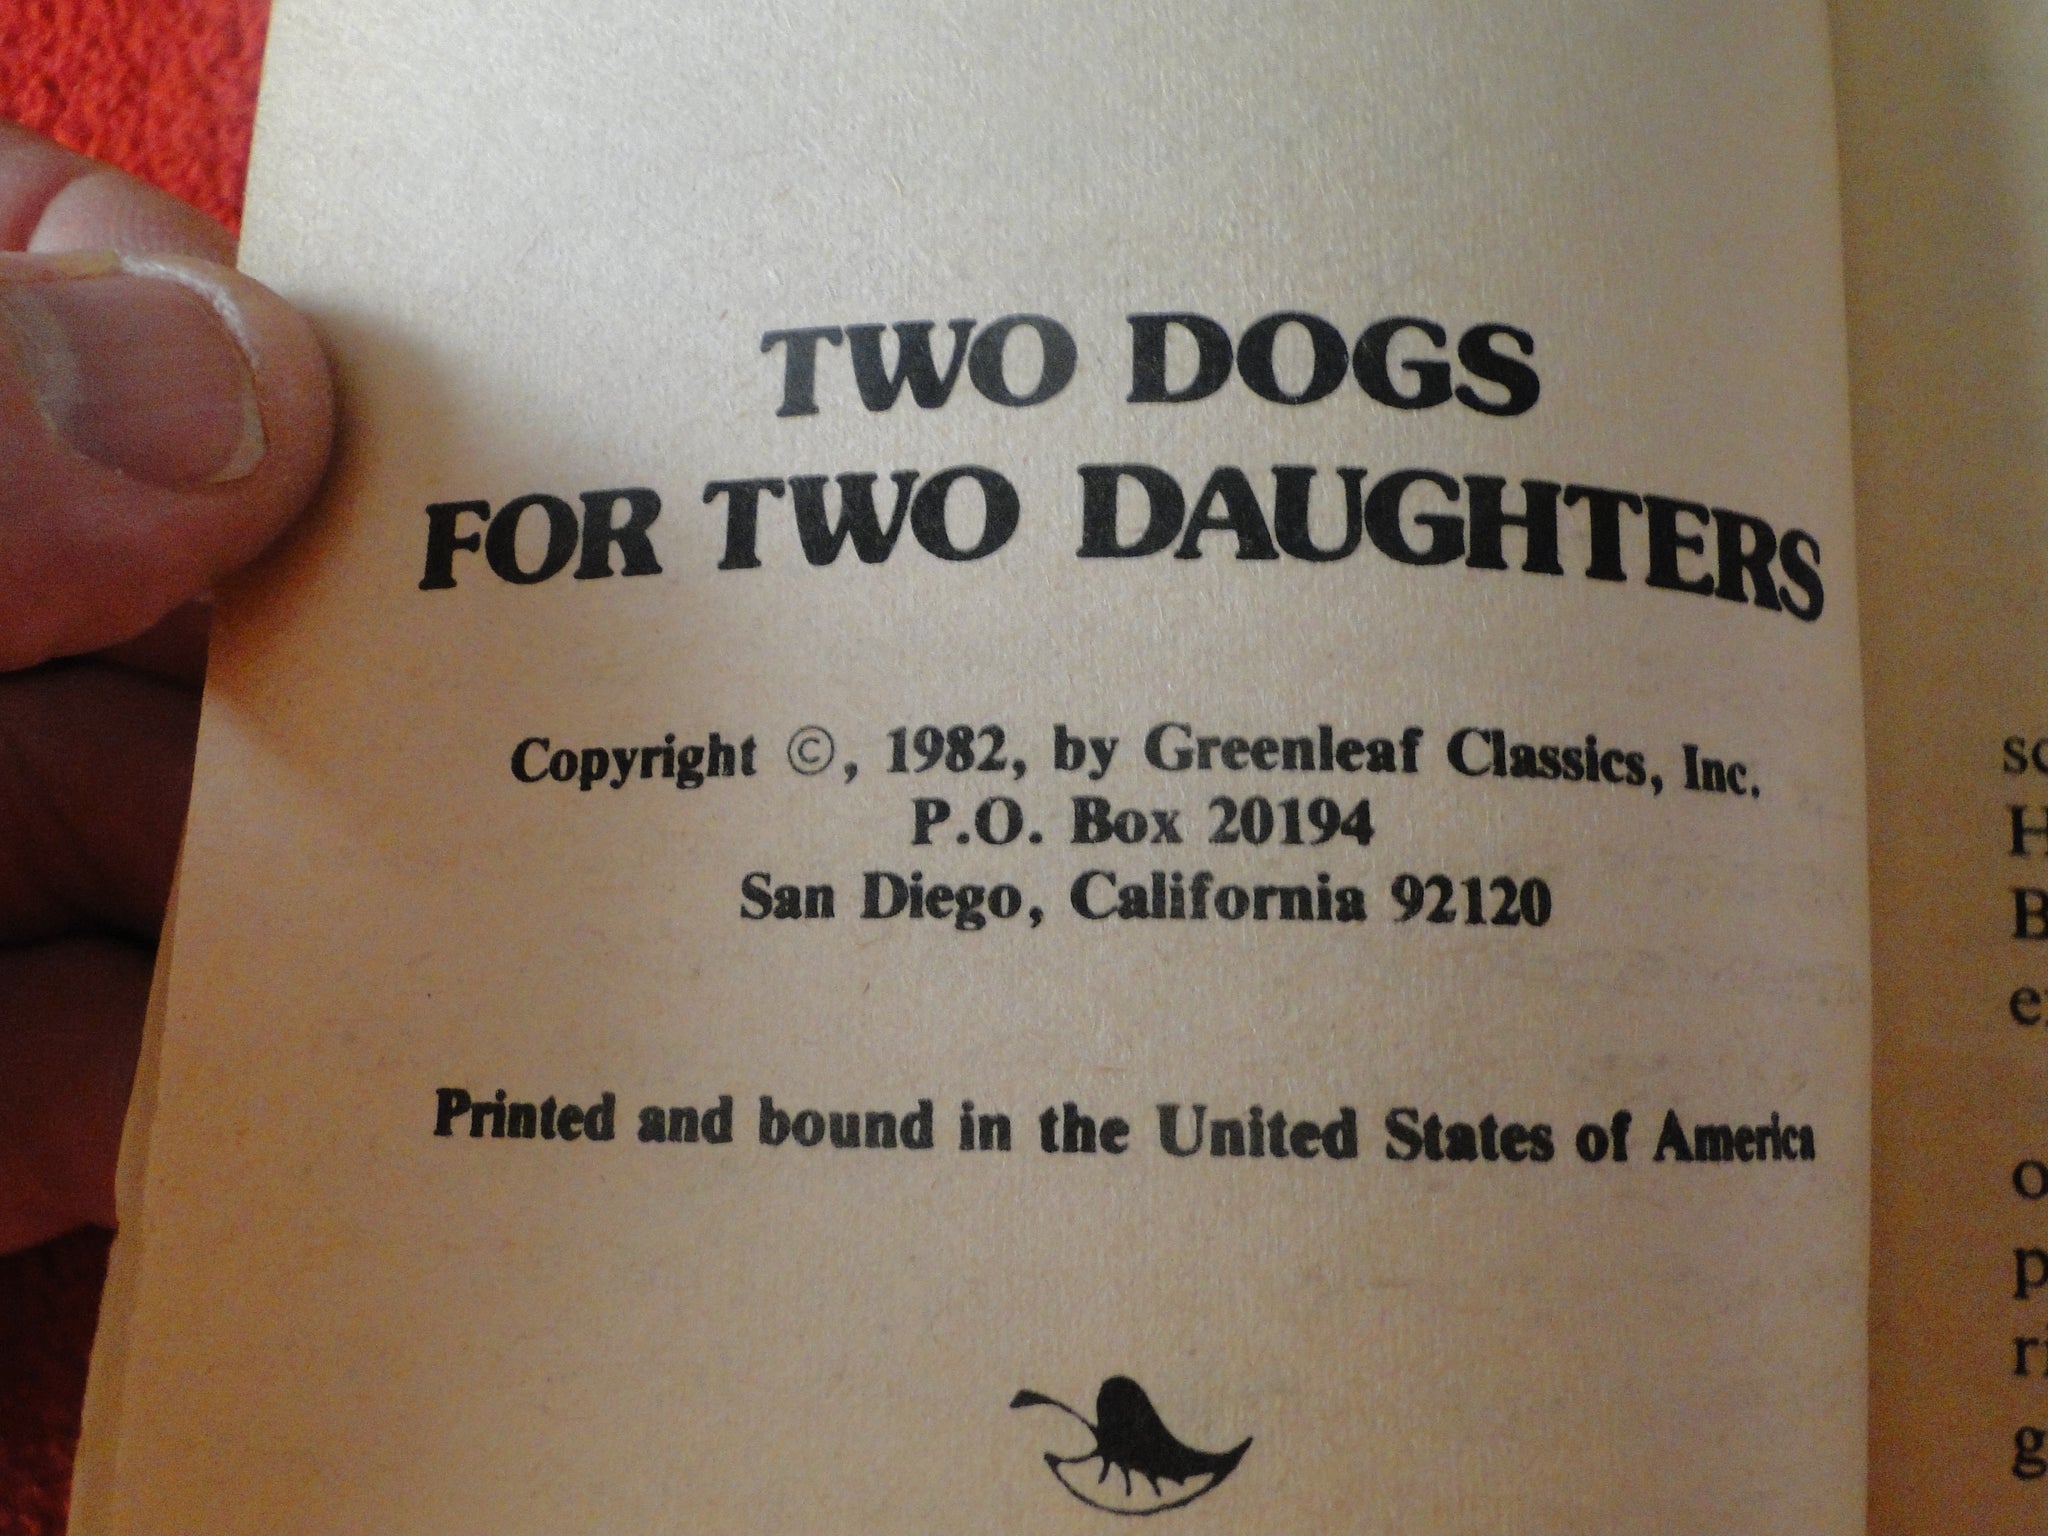 TWO DOGS
FOR TWO DAUGHTERS
Copyright ©, 1982, by Greenleaf Classics, Inc.
P.O. Box 20194
San Diego, California 92120
Printed and bound in the United States of America